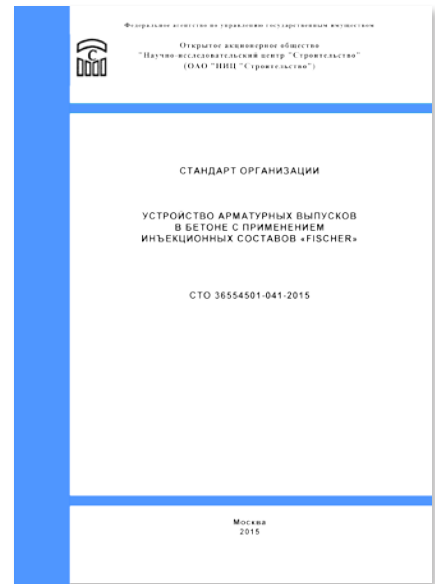 Федеральное агентство по управлению государственным имуществом
Открытое акционерное общество
"Научно-исследовательский центр "Строительство"
(ОАО "НИЦ "Строительство")
С
СТАНДАРТ ОРГАНИЗАЦИИ
УСТРОЙСТВО АРМАТУРНЫХ ВЫПУСКОВ
В БЕТОНЕ С ПРИМЕНЕНИЕМ
ИНЪЕКЦИОННЫХ СОСТАВОВ «FISCHER»
СТО 36554501-041-2015
Москва
2015